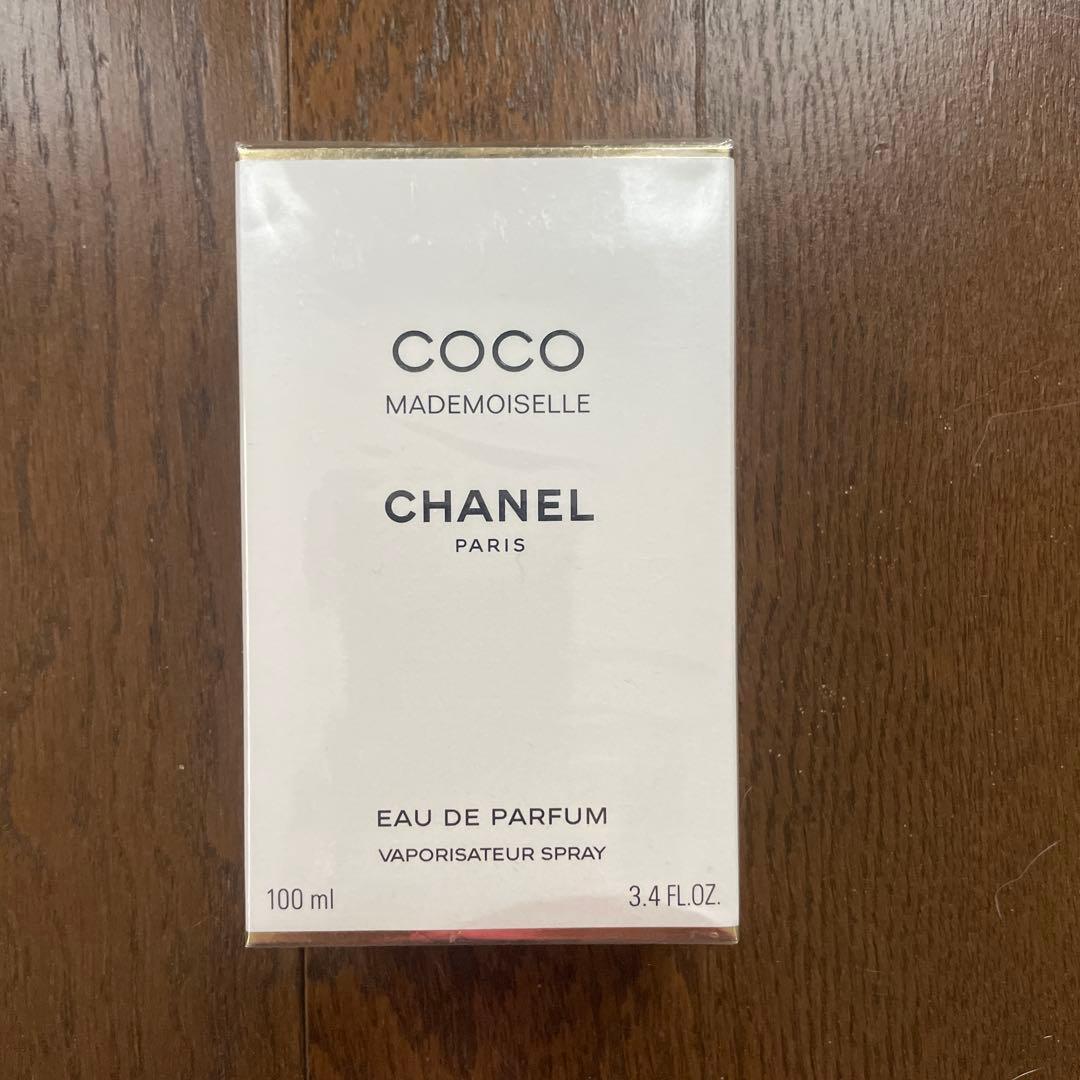 COCO
MADEMOISELLE
CHANEL
PARIS
EAU DE PARFUM
VAPORISATEUR SPRAY
100 ml 3.4 FL.OZ.